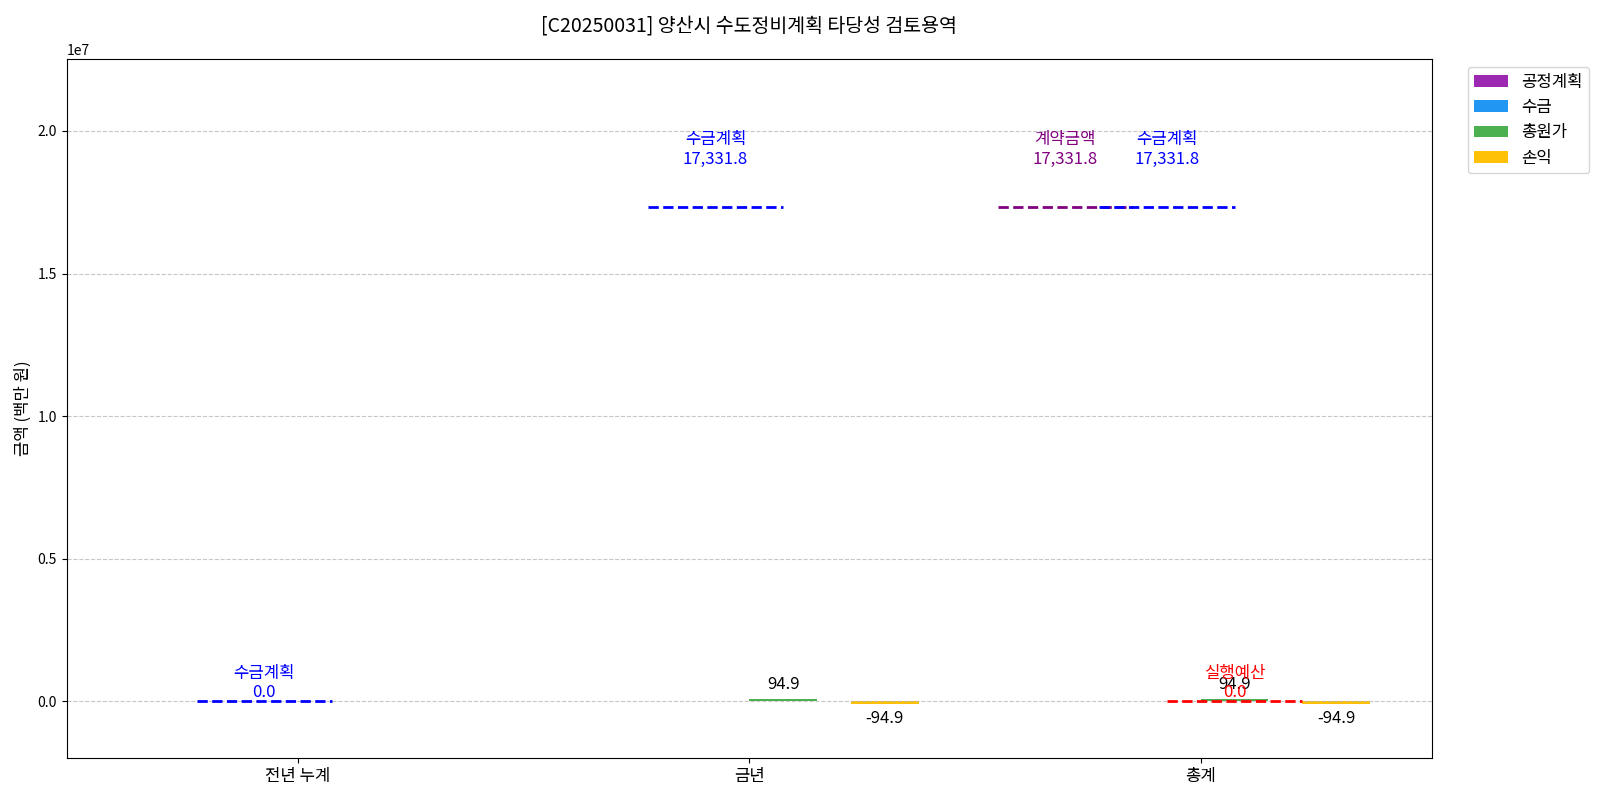 [C20250031] 양산시 수도정비계획 타당성 검토용역
1e7
공정계획
수금
총원가
손익
2.0
1.5
1.0
0.5
0.0
금액 (백만 원)
수금계획
17,331.8
계약금액
17,331.8
수금계획
17,331.8
수금계획
0.0
94.9
-94.9
실행예산
94.9
0.0
-94.9
전년 누계
금년
총계